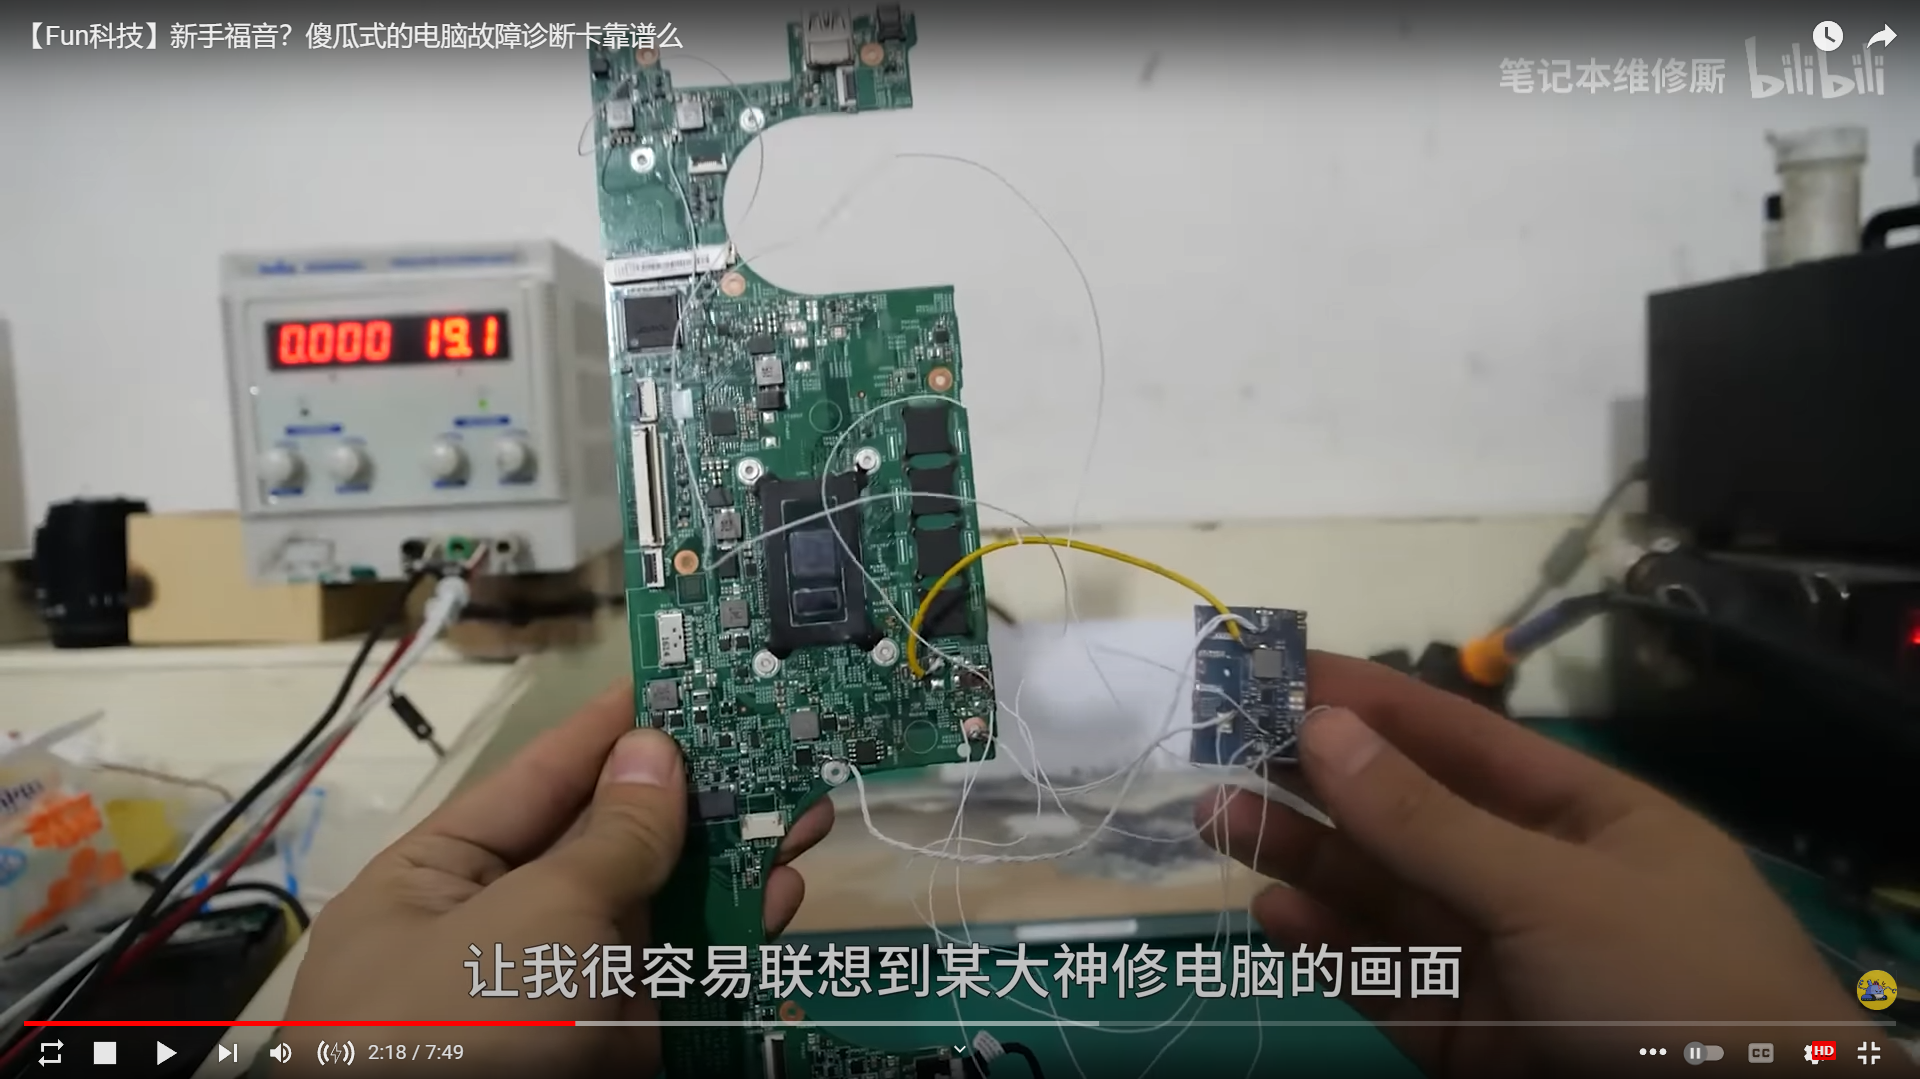 【Fun科技】新手福音？傻瓜式的电脑故障诊断卡靠谱么
笔记本维修厮 bilibili
0.000 19.1
让我很容易联想到某大神修电脑的画面
2:18 / 7:49
CC
HD